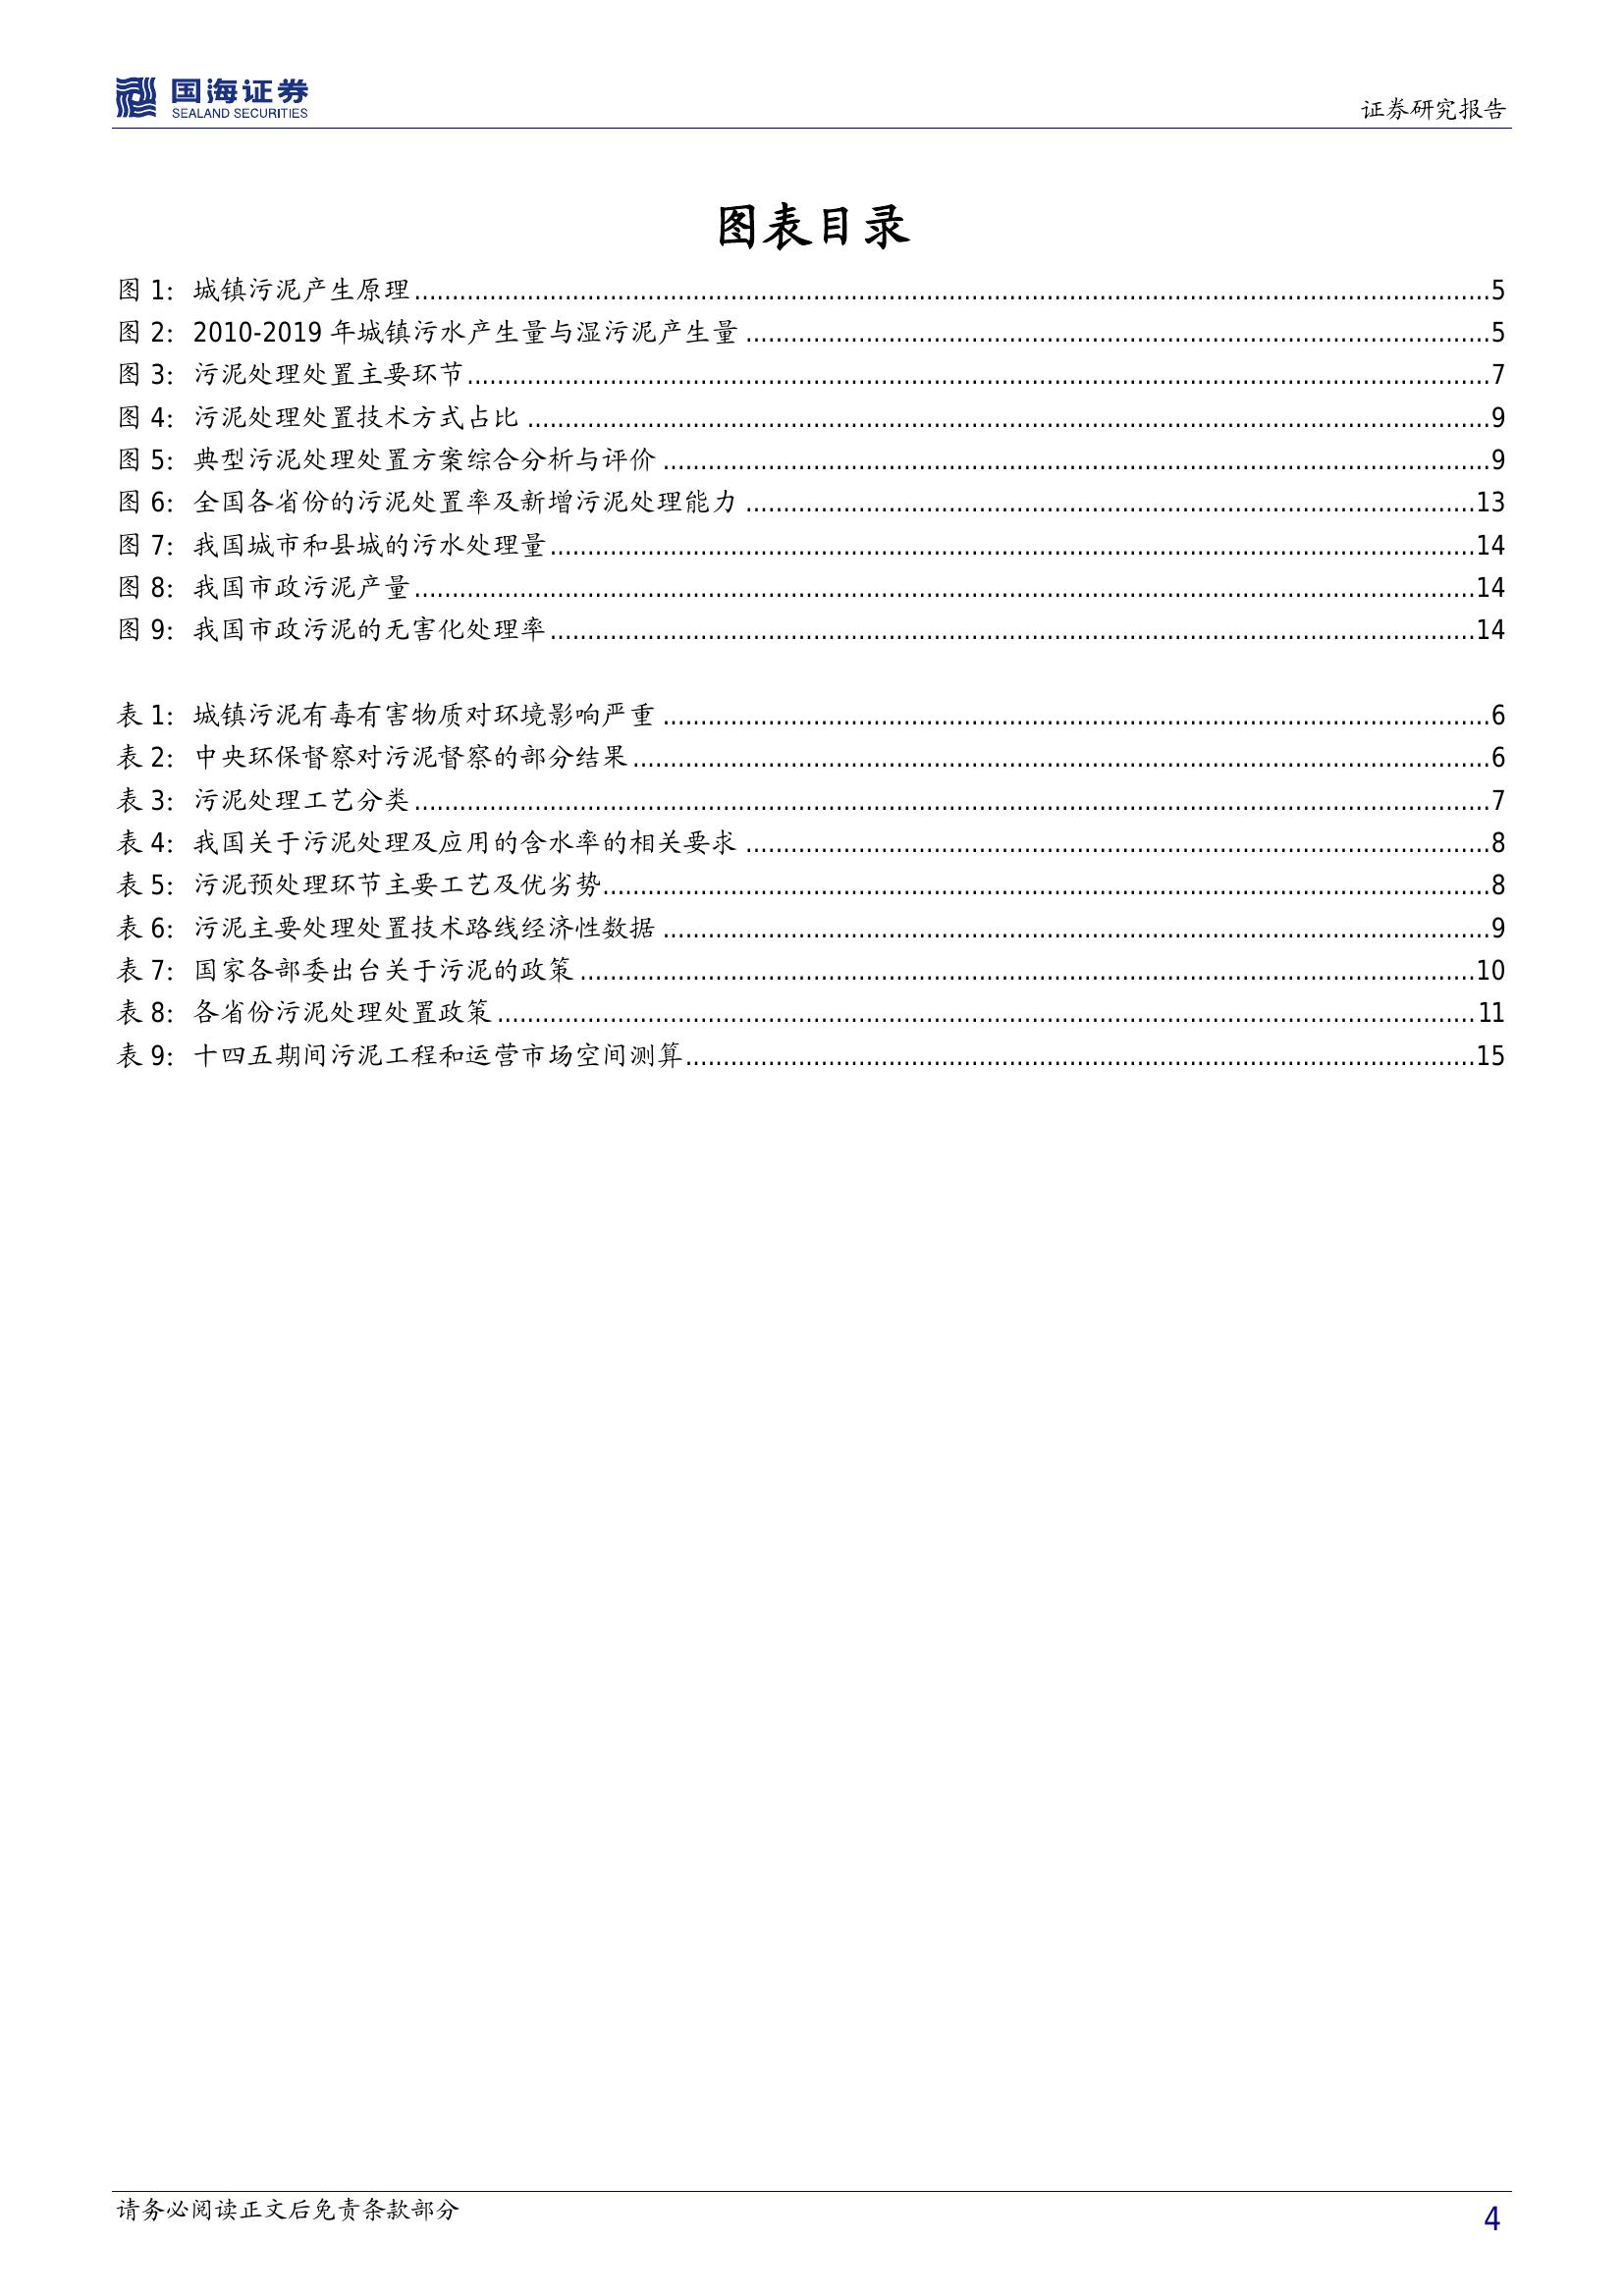 国海证券
SEALAND SECURITIES
证券研究报告
图表目录
图 1：城镇污泥产生原理 5
图 2：2010-2019 年城镇污水产生量与湿污泥产生量 5
图 3：污泥处理处置主要环节 7
图 4：污泥处理处置技术方式占比 9
图 5：典型污泥处理处置方案综合分析与评价 9
图 6：全国各省份的污泥处置率及新增污泥处理能力 13
图 7：我国城市和县城的污水处理量 14
图 8：我国市政污泥产量 14
图 9：我国市政污泥的无害化处理率 14
表 1：城镇污泥有毒有害物质对环境影响严重 6
表 2：中央环保督察对污泥督察的部分结果 6
表 3：污泥处理工艺分类 7
表 4：我国关于污泥处理及应用的含水率的相关要求 8
表 5：污泥预处理环节主要工艺及优劣势 8
表 6：污泥主要处理处置技术路线经济性数据 9
表 7：国家各部委出台关于污泥的政策 10
表 8：各省份污泥处理处置政策 11
表 9：十四五期间污泥工程和运营市场空间测算 15
请务必阅读正文后免责条款部分
4